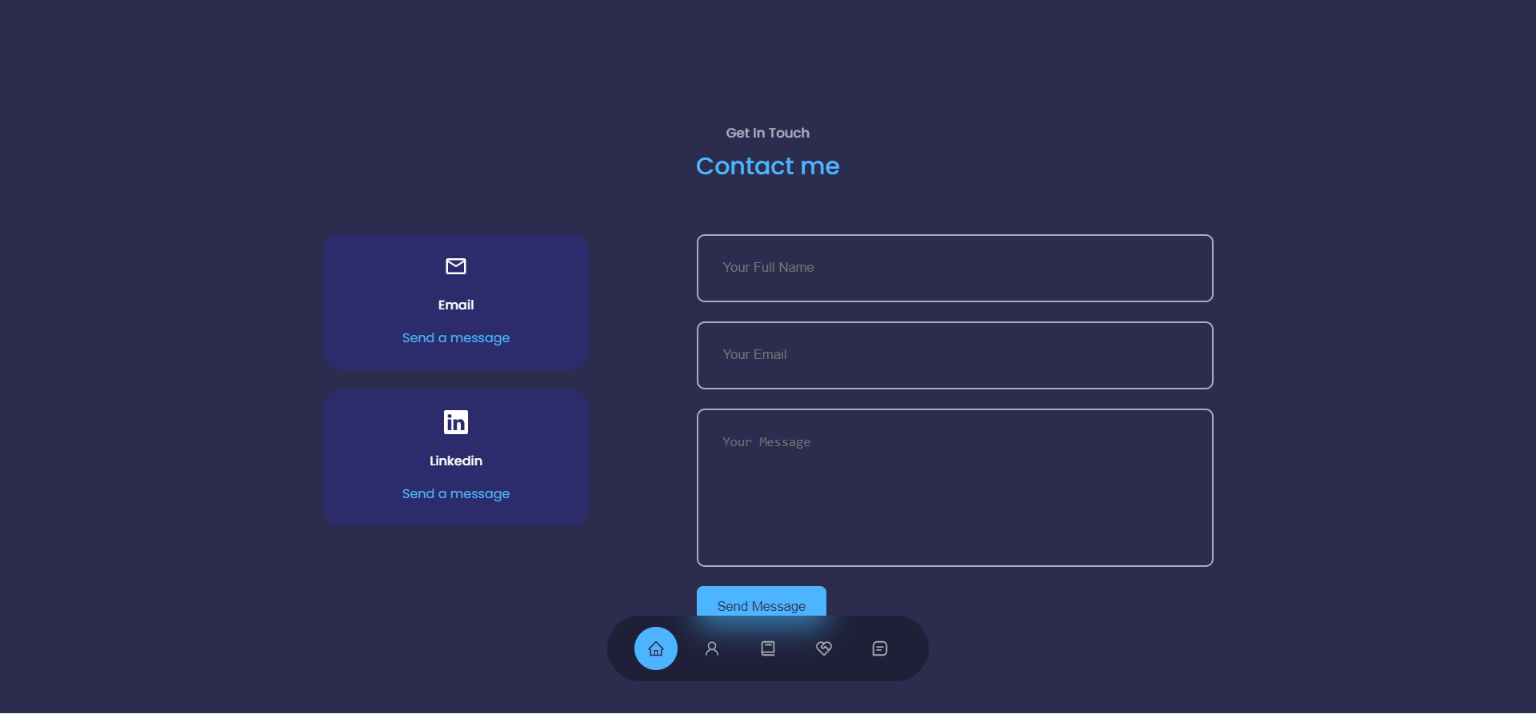 Get In Touch
Contact me
Email
Send a message
Linkedin
Send a message
Your Full Name
Your Email
Your Message
Send Message